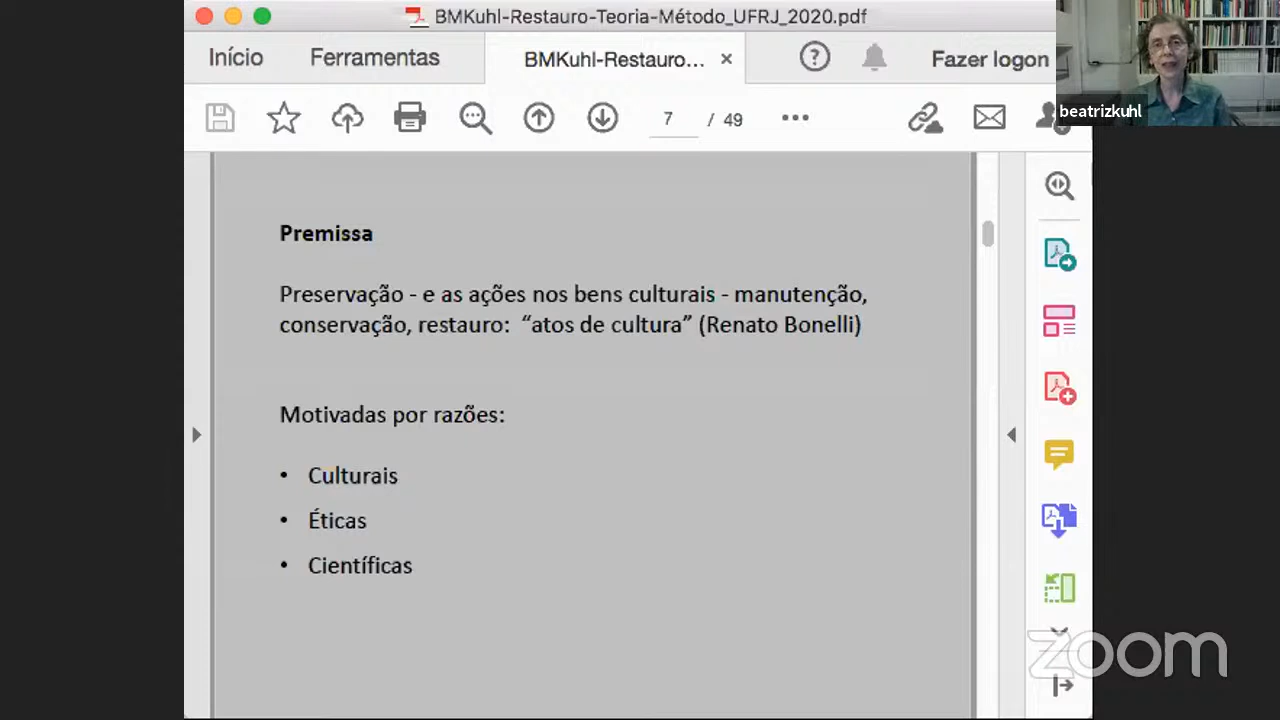 BMKuhl-Restauro-Teoria-Método_UFRJ_2020.pdf
Início Ferramentas BMKuhl-Restauro... × Fazer logon
beatrizkuhl
7 / 49
Premissa
Preservação - e as ações nos bens culturais - manutenção,
conservação, restauro: “atos de cultura” (Renato Bonelli)
Motivadas por razões:
• Culturais
• Éticas
• Científicas
zoom